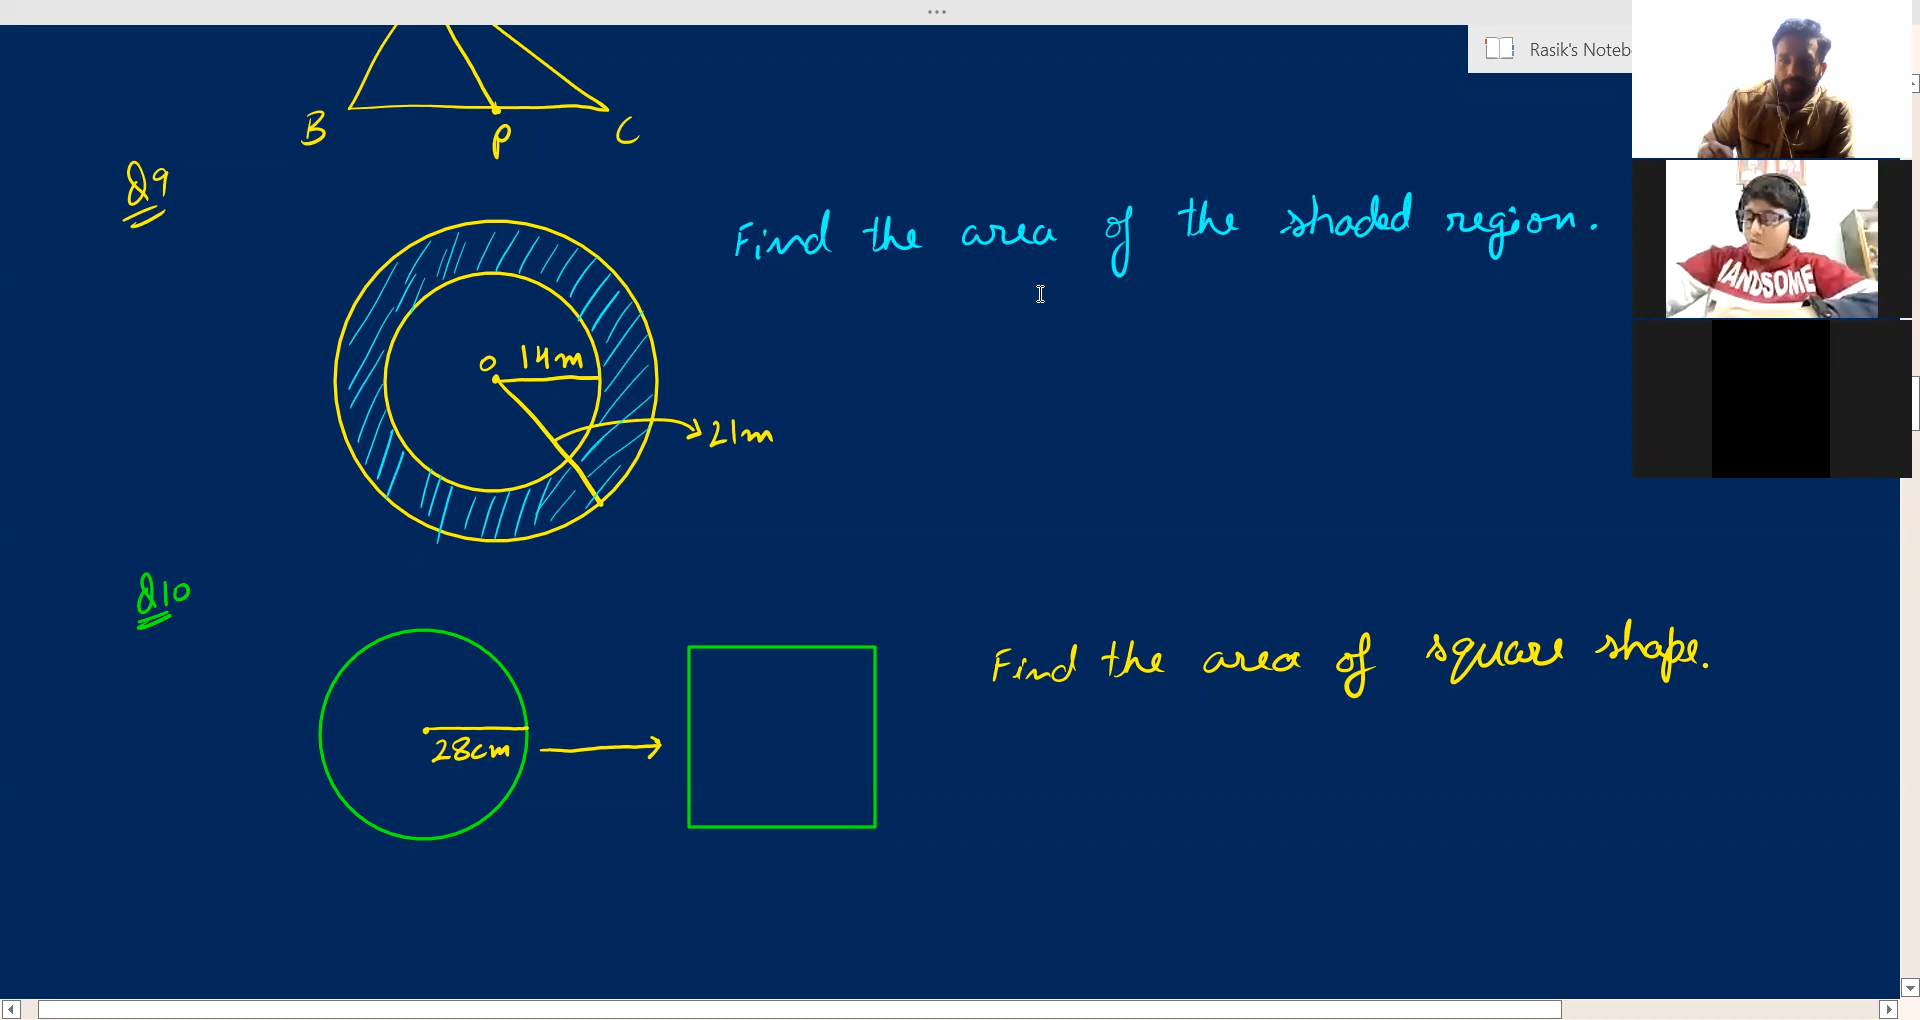 Rasik's Noteb
B
P
C
Q9
Find the area of the shaded region.
O
14m
21m
HANDSOME
Q10
Find the area of square shape.
28cm